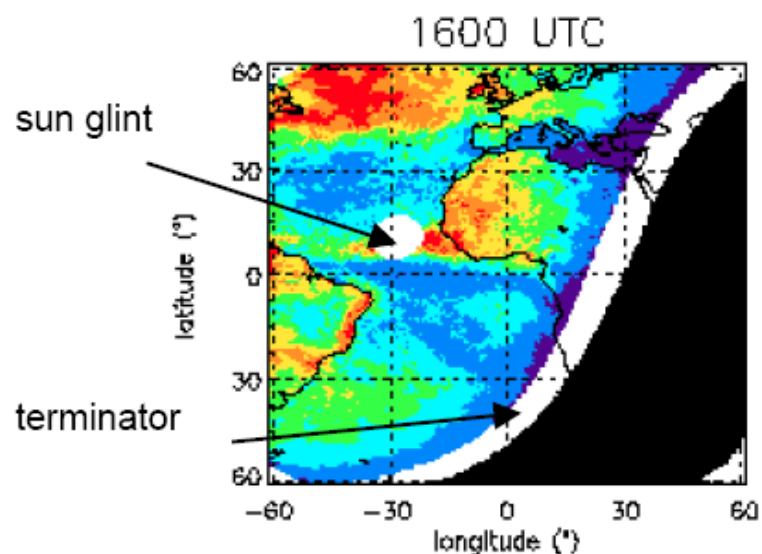 1600 UTC
sun glint
terminator
latitude (°)
60
30
0
30
60
-60 -30 0 30 60
longitude (°)